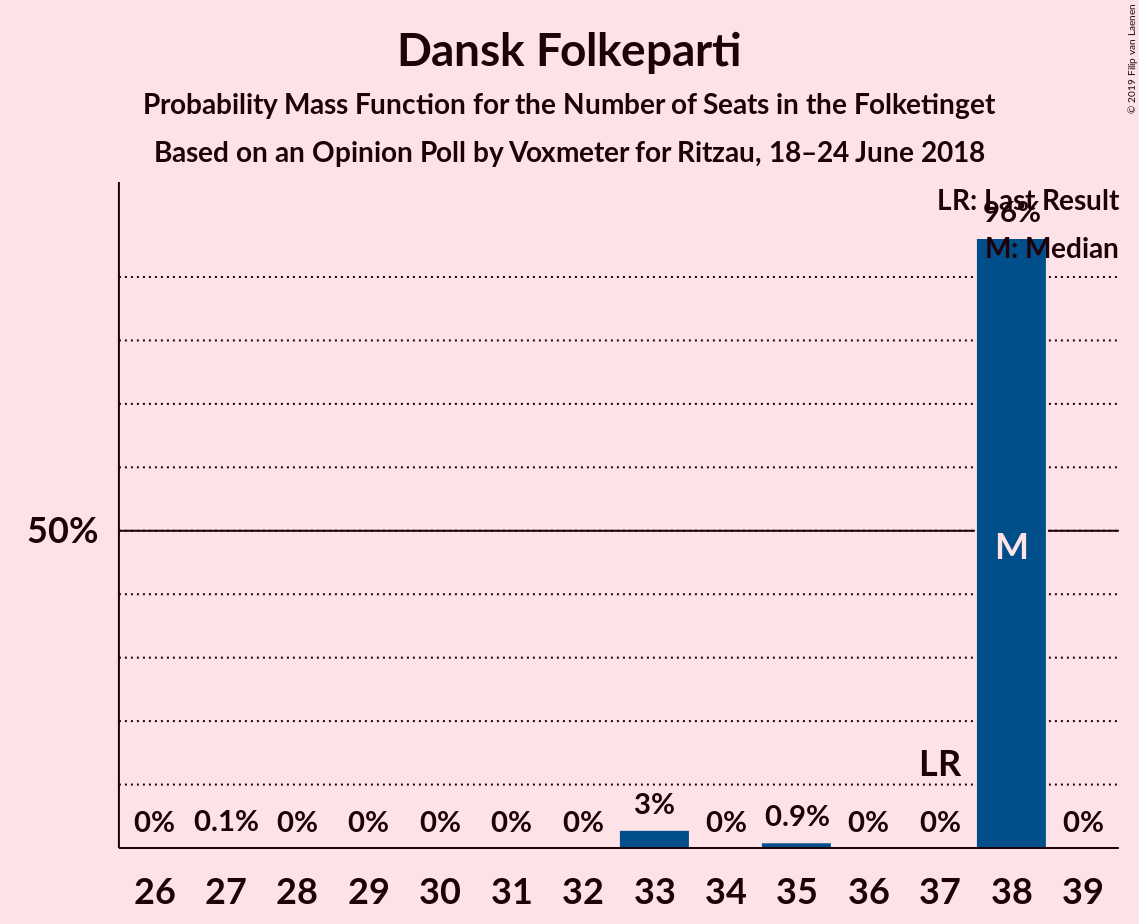 Dansk Folkeparti
Probability Mass Function for the Number of Seats in the Folketinget
Based on an Opinion Poll by Voxmeter for Ritzau, 18–24 June 2018
© 2019 Filip van Laenen
LR: Last Result
96%
M: Median
50%
M
LR
0% 0.1% 0% 0% 0% 0% 0% 3% 0% 0.9% 0% 0% 0%
26 27 28 29 30 31 32 33 34 35 36 37 38 39